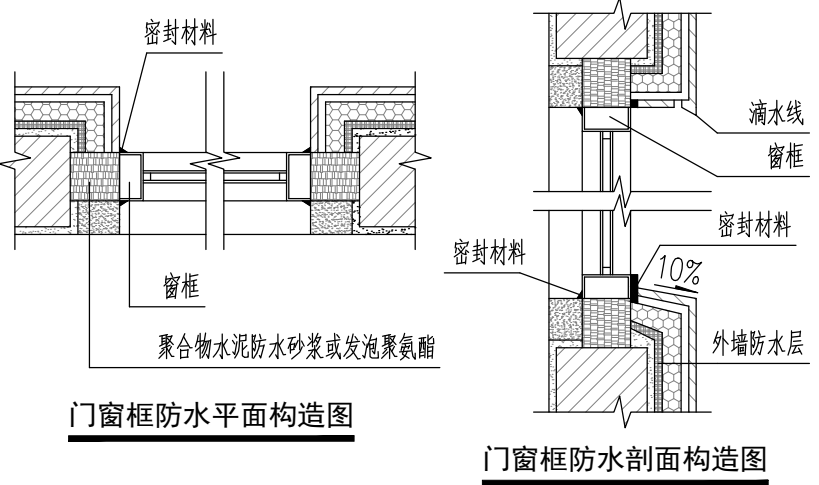 密封材料
窗框
聚合物水泥防水砂浆或发泡聚氨酯
门窗框防水平面构造图
滴水线
窗框
密封材料
密封材料
10%
外墙防水层
门窗框防水剖面构造图